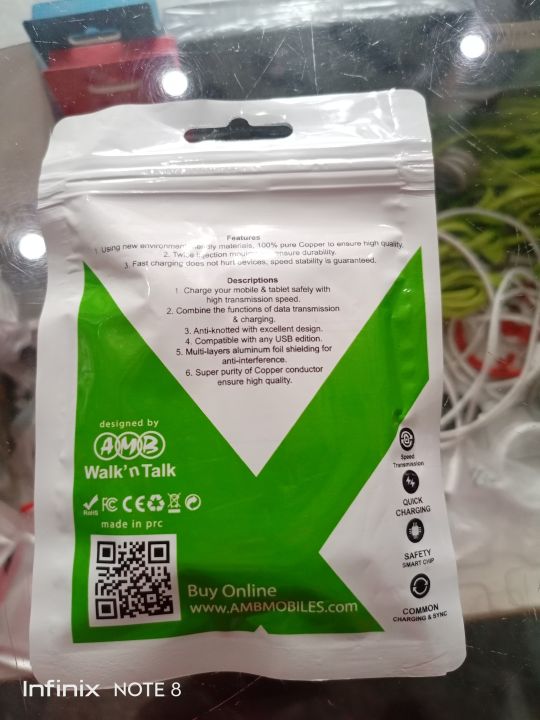 Features
1. Using new environment friendly materials, 100% pure Copper to ensure high quality.
2. Twice injection ensure durability.
3. Fast charging does not hurt devices, speed stability is guaranteed.
Descriptions
1. Charge your mobile & tablet safely with
high transmission speed.
2. Combine the functions of data transmission
& charging.
3. Anti-knotted with excellent design.
4. Compatible with any USB edition.
5. Multi-layers aluminum foil shielding for
anti-interference.
6. Super purity of Copper conductor
ensure high quality.
designed by
AMB
Walk'n Talk
RoHS FC CE
made in prc
Buy Online
www.AMBMOBILES.com
Speed
Transmission
QUICK
CHARGING
SAFETY
SMART CHIP
COMMON
CHARGING & SYNC
Infinix NOTE 8